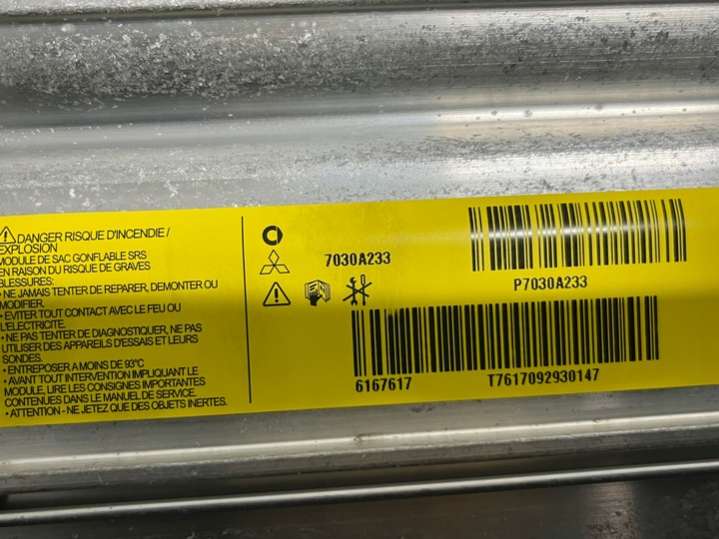 DANGER RISQUE D'INCENDIE /
EXPLOSION
MODULE DE SAC GONFLABLE SRS
EN RAISON DU RISQUE DE GRAVES
BLESSURES:
• NE JAMAIS TENTER DE REPARER, DEMONTER OU
MODIFIER.
• EVITER TOUT CONTACT AVEC LE FEU OU
L'ELECTRICITE.
• NE PAS TENTER DE DIAGNOSTIQUER, NE PAS
UTILISER DES APPAREILS D'ESSAIS ET LEURS
SONDES.
• ENTREPOSER A MOINS DE 93°C
• AVANT TOUT INTERVENTION IMPLIQUANT LE
MODULE, LIRE LES CONSIGNES IMPORTANTES
CONTENUES DANS LE MANUEL DE SERVICE.
• ATTENTION - NE JETEZ QUE DES OBJETS INERTES.
7030A233
P7030A233
6167617 T7617092930147